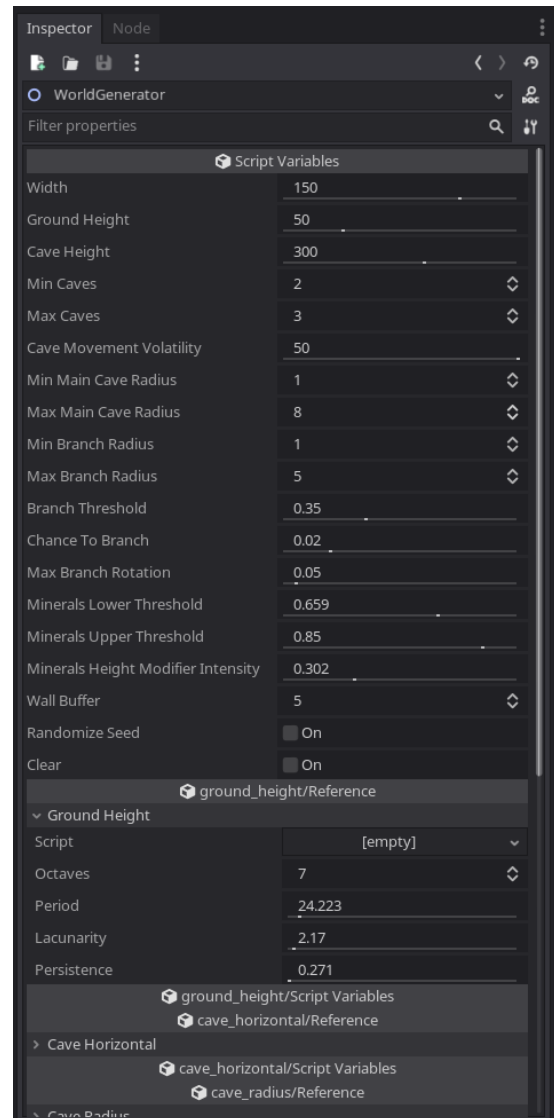 Inspector Node
WorldGenerator
DOC
Filter properties
Script Variables
Width 150
Ground Height 50
Cave Height 300
Min Caves 2
Max Caves 3
Cave Movement Volatility 50
Min Main Cave Radius 1
Max Main Cave Radius 8
Min Branch Radius 1
Max Branch Radius 5
Branch Threshold 0.35
Chance To Branch 0.02
Max Branch Rotation 0.05
Minerals Lower Threshold 0.659
Minerals Upper Threshold 0.85
Minerals Height Modifier Intensity 0.302
Wall Buffer 5
Randomize Seed On
Clear On
ground_height/Reference
Ground Height
Script [empty]
Octaves 7
Period 24.223
Lacunarity 2.17
Persistence 0.271
ground_height/Script Variables
cave_horizontal/Reference
Cave Horizontal
cave_horizontal/Script Variables
cave_radius/Reference
Cave Radius